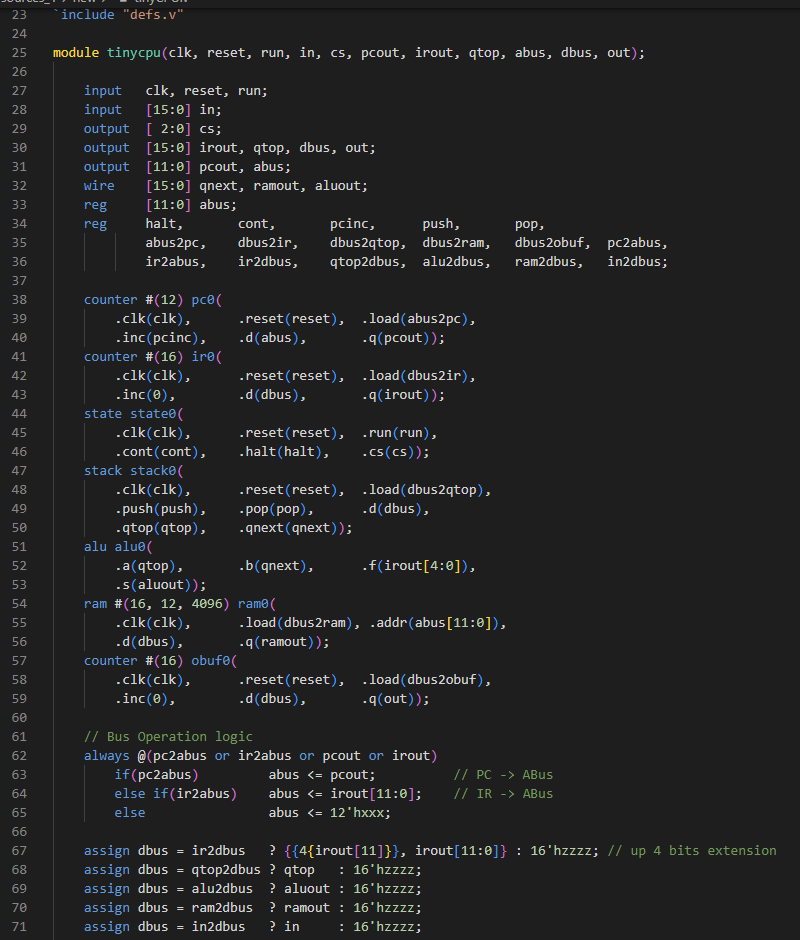 23 `include "defs.v"
24
25 module tinycpu(clk, reset, run, in, cs, pcout, irout, qtop, abus, dbus, out);
26
27     input   clk, reset, run;
28     input   [15:0] in;
29     output  [ 2:0] cs;
30     output  [15:0] irout, qtop, dbus, out;
31     output  [11:0] pcout, abus;
32     wire    [15:0] qnext, ramout, aluout;
33     reg     [11:0] abus;
34     reg     halt,       cont,       pcinc,      push,       pop,
35             abus2pc,    dbus2ir,    dbus2qtop,  dbus2ram,   dbus2obuf,  pc2abus,
36             ir2abus,    ir2dbus,    qtop2dbus,  alu2dbus,   ram2dbus,   in2dbus;
37
38     counter #(12) pc0(
39         .clk(clk),      .reset(reset),  .load(abus2pc),
40         .inc(pcinc),    .d(abus),       .q(pcout));
41     counter #(16) ir0(
42         .clk(clk),      .reset(reset),  .load(dbus2ir),
43         .inc(0),        .d(dbus),       .q(irout));
44     state state0(
45         .clk(clk),      .reset(reset),  .run(run),
46         .cont(cont),    .halt(halt),    .cs(cs));
47     stack stack0(
48         .clk(clk),      .reset(reset),  .load(dbus2qtop),
49         .push(push),    .pop(pop),      .d(dbus),
50         .qtop(qtop),    .qnext(qnext));
51     alu alu0(
52         .a(qtop),       .b(qnext),      .f(irout[4:0]),
53         .s(aluout));
54     ram #(16, 12, 4096) ram0(
55         .clk(clk),      .load(dbus2ram), .addr(abus[11:0]),
56         .d(dbus),       .q(ramout));
57     counter #(16) obuf0(
58         .clk(clk),      .reset(reset),  .load(dbus2obuf),
59         .inc(0),        .d(dbus),       .q(out));
60
61     // Bus Operation logic
62     always @(pc2abus or ir2abus or pcout or irout)
63         if(pc2abus)         abus <= pcout;          // PC -> ABus
64         else if(ir2abus)    abus <= irout[11:0];    // IR -> ABus
65         else                abus <= 12'hxxx;
66
67     assign dbus = ir2dbus   ? {{4{irout[11]}}, irout[11:0]} : 16'hzzzz; // up 4 bits extension
68     assign dbus = qtop2dbus ? qtop   : 16'hzzzz;
69     assign dbus = alu2dbus  ? aluout : 16'hzzzz;
70     assign dbus = ram2dbus  ? ramout : 16'hzzzz;
71     assign dbus = in2dbus   ? in     : 16'hzzzz;